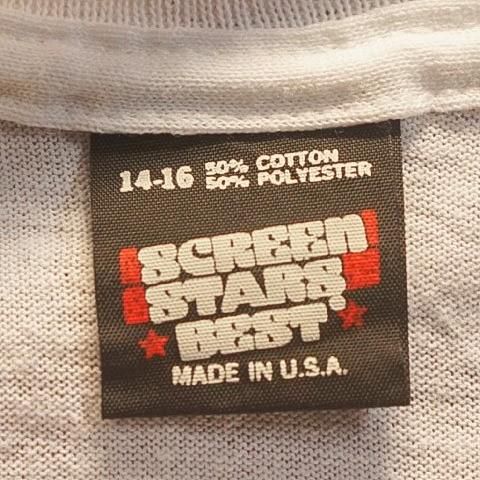 14-16 50% COTTON
50% POLYESTER
SCREEN
STARS
BEST
MADE IN U.S.A.